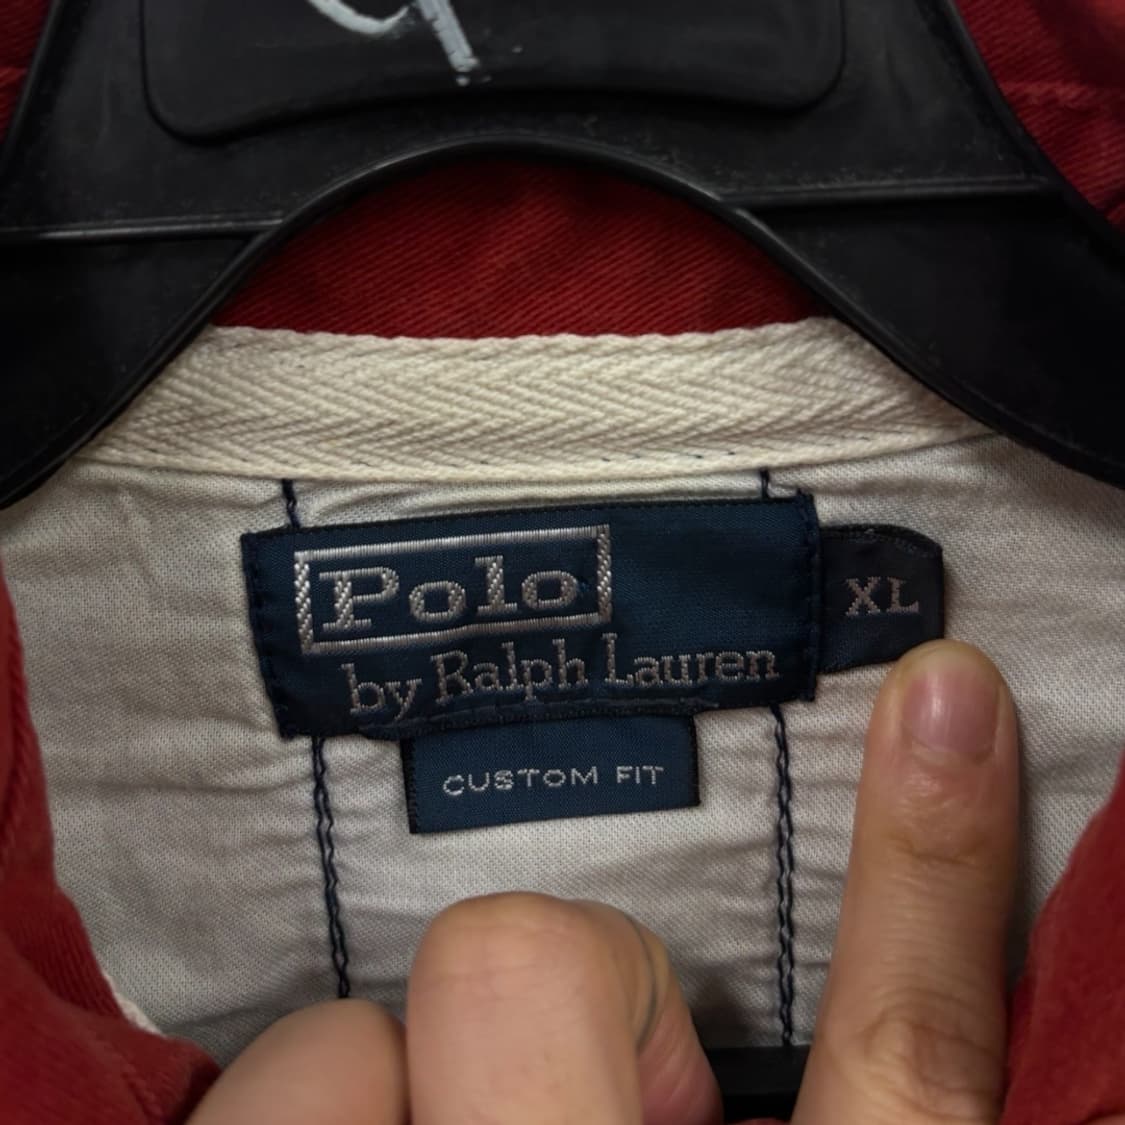 Polo
by Ralph Lauren
XL
CUSTOM FIT